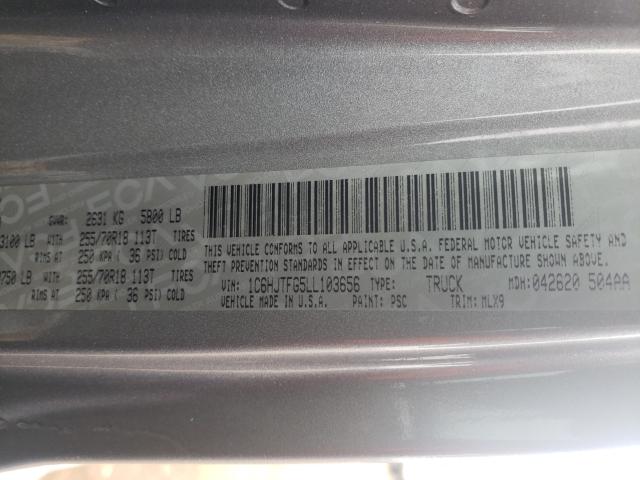 GVWR: 2631 KG 5800 LB
3100 LB WITH 255/70R18 113T TIRES
RIMS AT 250 KPA ( 36 PSI) COLD
750 LB WITH 255/70R18 113T TIRES
RIMS AT 250 KPA ( 36 PSI) COLD
THIS VEHICLE CONFORMS TO ALL APPLICABLE U.S.A. FEDERAL MOTOR VEHICLE SAFETY AND
THEFT PREVENTION STANDARDS IN EFFECT ON THE DATE OF MANUFACTURE SHOWN ABOVE.
VIN: 1C6HJTFG5LL103656 TYPE: TRUCK MDH: 042620 504AA
VEHICLE MADE IN U.S.A. PAINT: PSC TRIM: MLX9